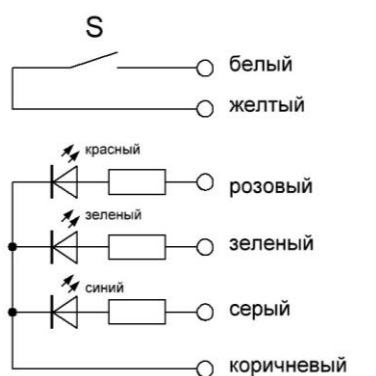 S
белый
желтый
красный
розовый
зеленый
зеленый
синий
серый
коричневый